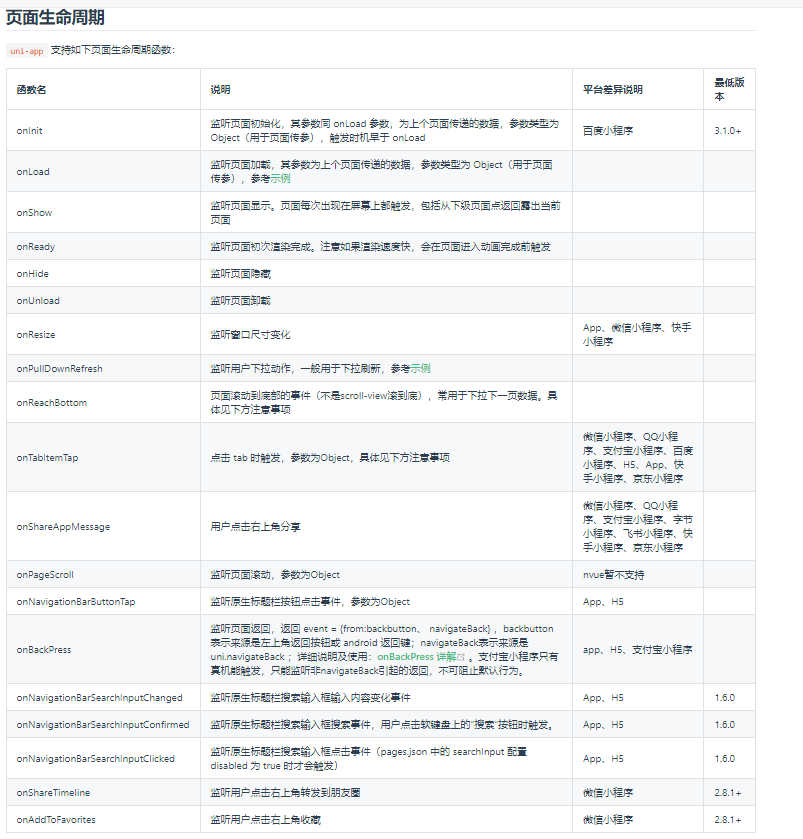 页面生命周期
uni-app 支持如下页面生命周期函数：
函数名 说明 平台差异说明 最低版
本
onInit 监听页面初始化，其参数同 onLoad 参数，为上个页面传递的数据，参数类型为 百度小程序 3.1.0+
Object（用于页面传参），触发时机早于 onLoad
onLoad 监听页面加载，其参数为上个页面传递的数据，参数类型为 Object（用于页面
传参），参考示例
onShow 监听页面显示。页面每次出现在屏幕上都触发，包括从下级页面点返回露出当前
页面
onReady 监听页面初次渲染完成。注意如果渲染速度快，会在页面进入动画完成前触发
onHide 监听页面隐藏
onUnload 监听页面卸载
onResize 监听窗口尺寸变化 App、微信小程序、快手
小程序
onPullDownRefresh 监听用户下拉动作，一般用于下拉刷新，参考示例
onReachBottom 页面滚动到底部的事件（不是scroll-view滚到底），常用于下拉下一页数据。具
体见下方注意事项
onTabItemTap 点击 tab 时触发，参数为Object，具体见下方注意事项 微信小程序、QQ小程
序、支付宝小程序、百度
小程序、H5、App、快
手小程序、京东小程序
onShareAppMessage 用户点击右上角分享 微信小程序、QQ小程
序、支付宝小程序、字节
小程序、飞书小程序、快
手小程序、京东小程序
onPageScroll 监听页面滚动，参数为Object nvue暂不支持
onNavigationBarButtonTap 监听原生标题栏按钮点击事件，参数为Object App、H5
onBackPress 监听页面返回，返回 event = {from:backbutton、 navigateBack} ，backbutton app、H5、支付宝小程序
表示来源是左上角返回按钮或 android 返回键；navigateBack表示来源是
uni.navigateBack ；详细说明及使用：onBackPress 详解 。支付宝小程序只有
真机能触发，只能监听非navigateBack引起的返回，不可阻止默认行为。
onNavigationBarSearchInputChanged 监听原生标题栏搜索输入框输入内容变化事件 App、H5 1.6.0
onNavigationBarSearchInputConfirmed 监听原生标题栏搜索输入框搜索事件，用户点击软键盘上的"搜索"按钮时触发。 App、H5 1.6.0
onNavigationBarSearchInputClicked 监听原生标题栏搜索输入框点击事件（pages.json 中的 searchInput 配置 App、H5 1.6.0
disabled 为 true 时才会触发）
onShareTimeline 监听用户点击右上角转发到朋友圈 微信小程序 2.8.1+
onAddToFavorites 监听用户点击右上角收藏 微信小程序 2.8.1+